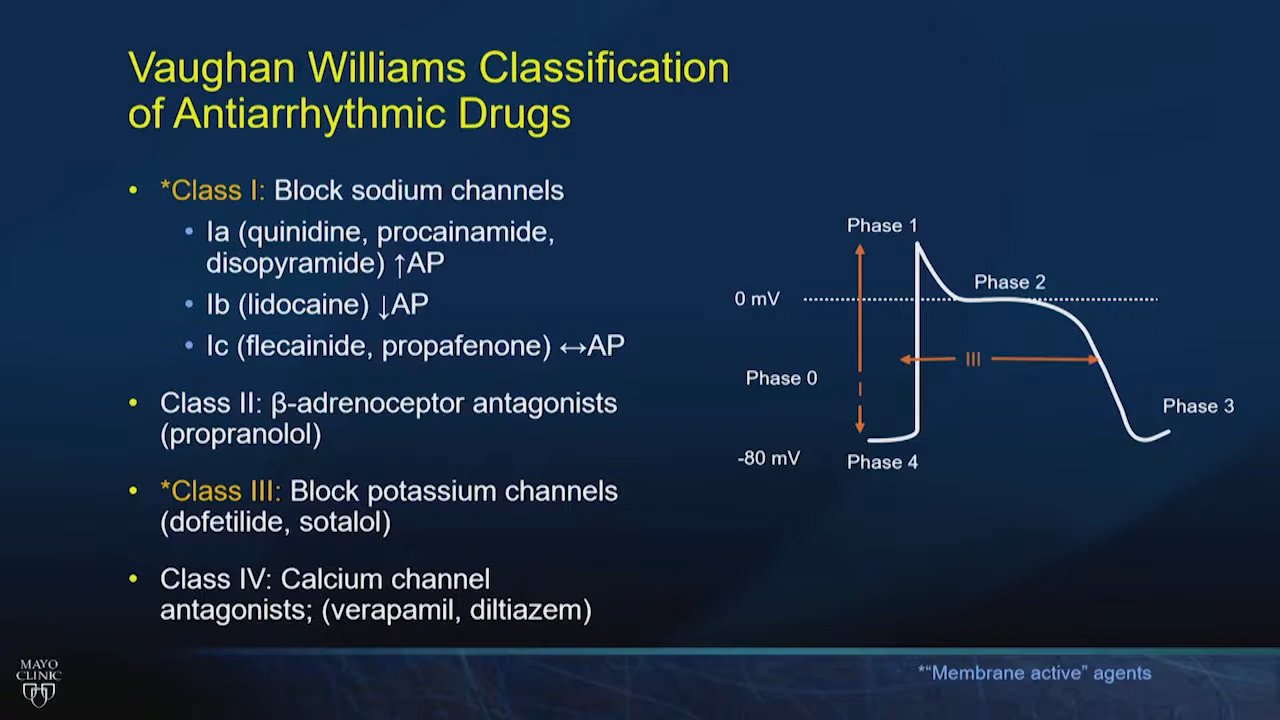 Vaughan Williams Classification
of Antiarrhythmic Drugs
• *Class I: Block sodium channels
• Ia (quinidine, procainamide,
disopyramide) ↑AP
• Ib (lidocaine) ↓AP
• Ic (flecainide, propafenone) ↔AP
• Class II: β-adrenoceptor antagonists
(propranolol)
• *Class III: Block potassium channels
(dofetilide, sotalol)
• Class IV: Calcium channel
antagonists; (verapamil, diltiazem)
Phase 1
Phase 2
0 mV
III
Phase 0
Phase 3
-80 mV
Phase 4
MAYO
CLINIC
*“Membrane active” agents